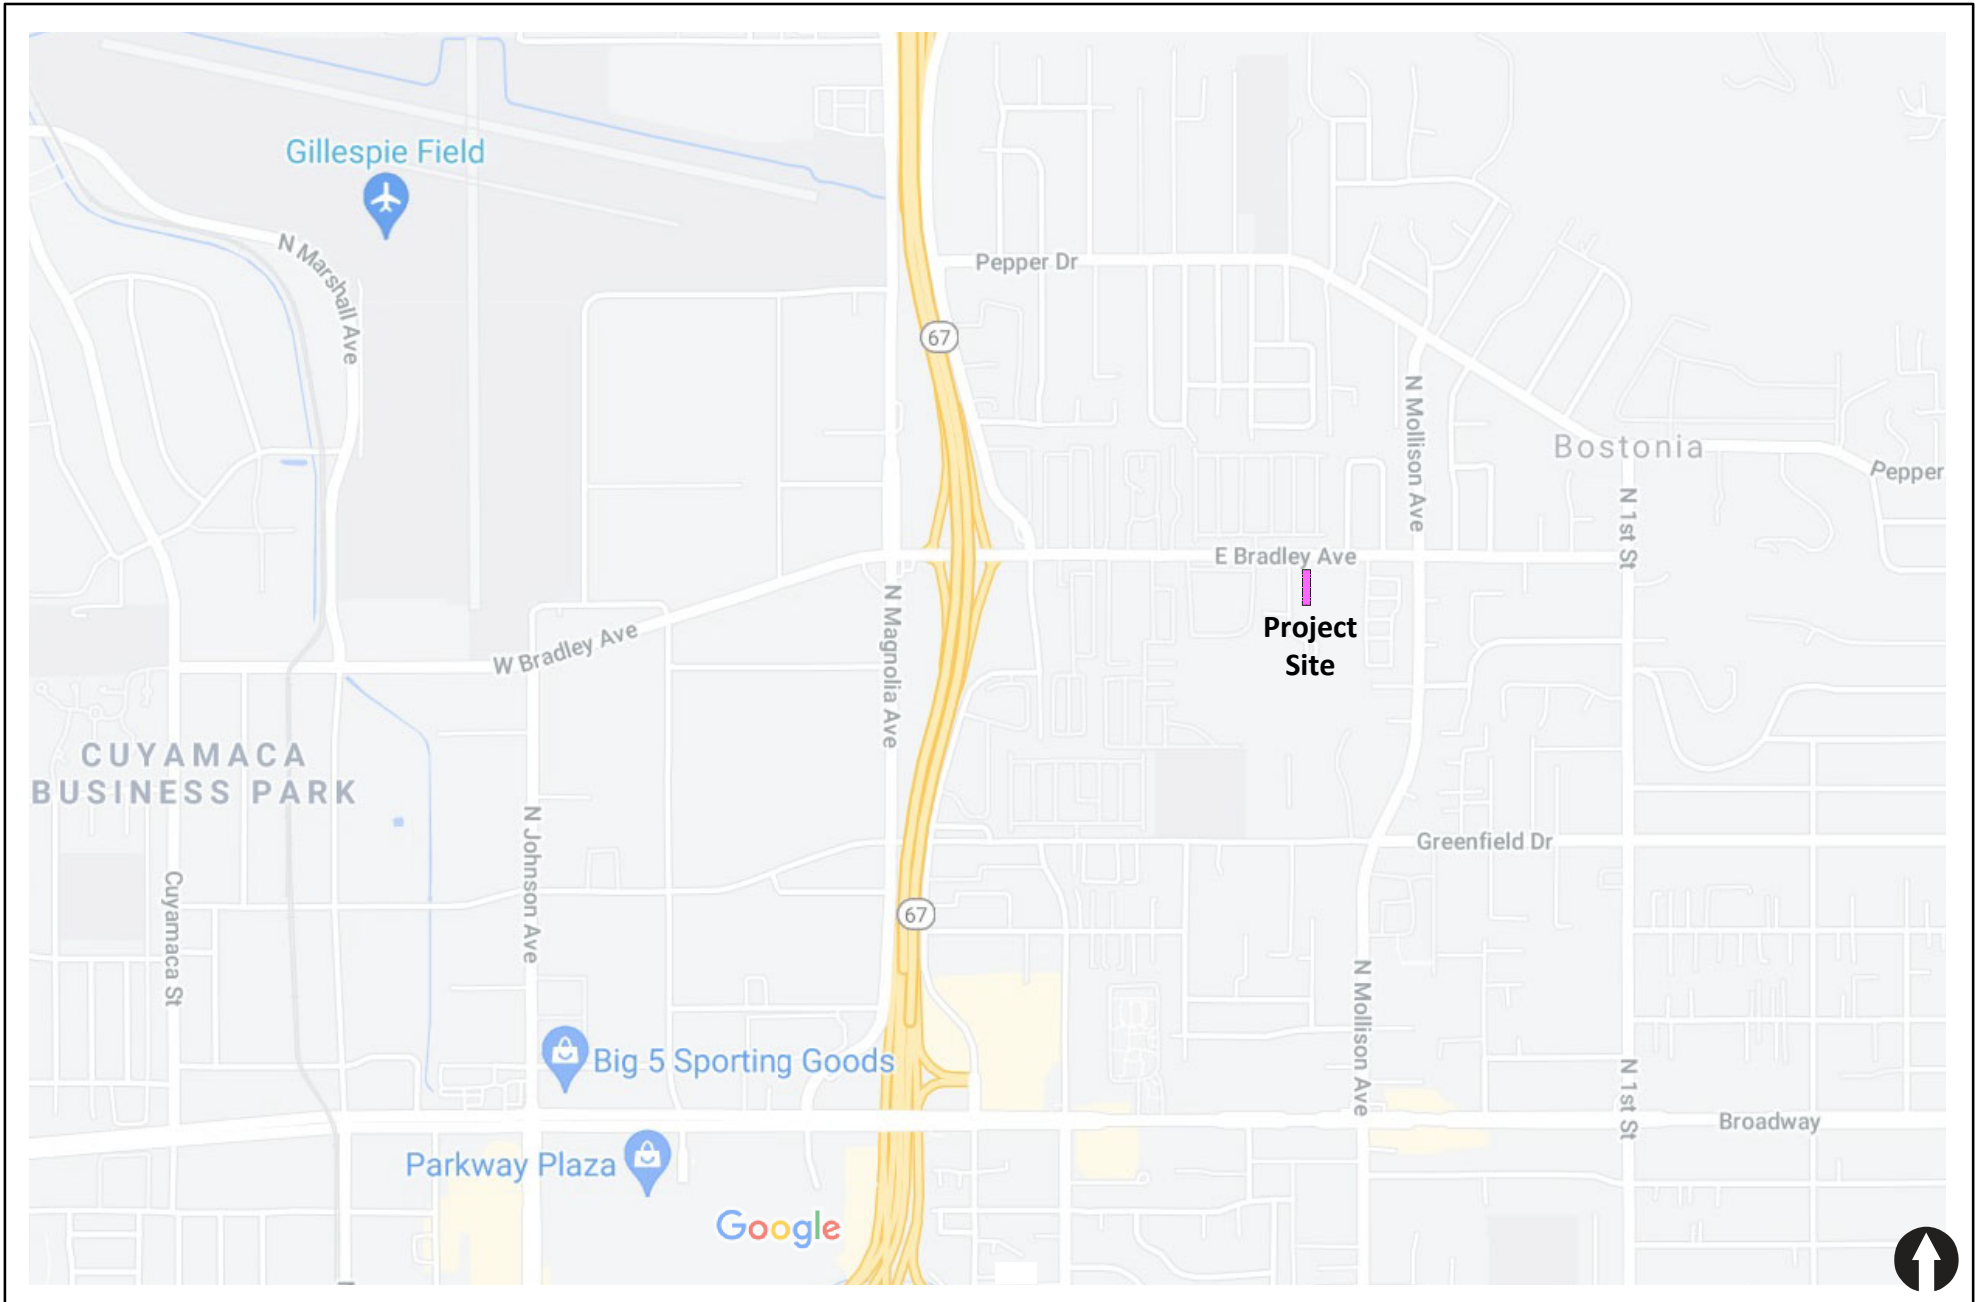 Gillespie Field
N Marshall Ave
Pepper Dr
67
N Mollison Ave
Bostonia
Pepper
N 1st St
E Bradley Ave
Project
Site
N Magnolia Ave
W Bradley Ave
CUYAMACA
BUSINESS PARK
N Johnson Ave
Greenfield Dr
Cuyamaca St
67
N Mollison Ave
Big 5 Sporting Goods
N 1st St
Broadway
Parkway Plaza
Google